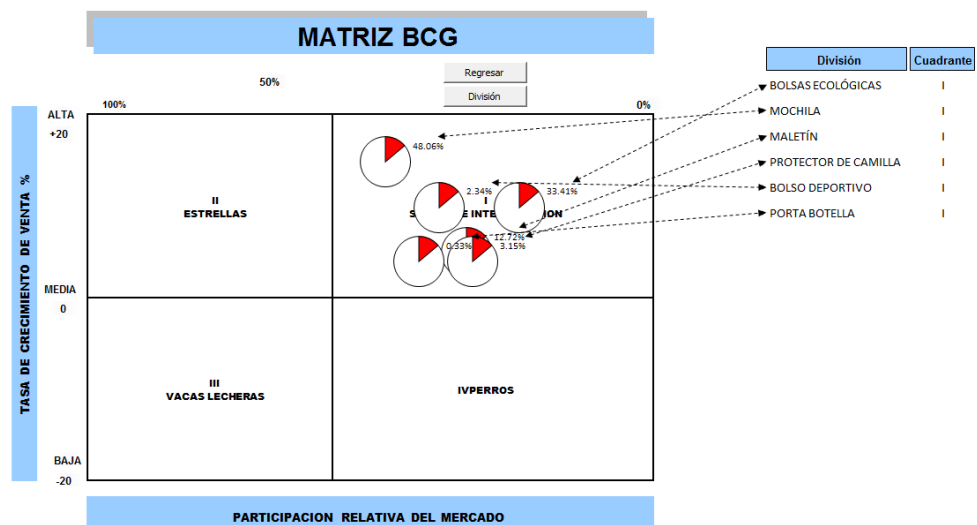 MATRIZ BCG
Regresar
División
50%
100%
0%
ALTA
+20
MEDIA
0
BAJA
-20
TASA DE CRECIMIENTO DE VENTA %
II
ESTRELLAS
I
48.06%
2.34%
33.41%
12.72%
0.33%
3.15%
III
VACAS LECHERAS
IVPERROS
PARTICIPACION RELATIVA DEL MERCADO
División Cuadrante
BOLSAS ECOLÓGICAS I
MOCHILA I
MALETÍN I
PROTECTOR DE CAMILLA I
BOLSO DEPORTIVO I
PORTA BOTELLA I